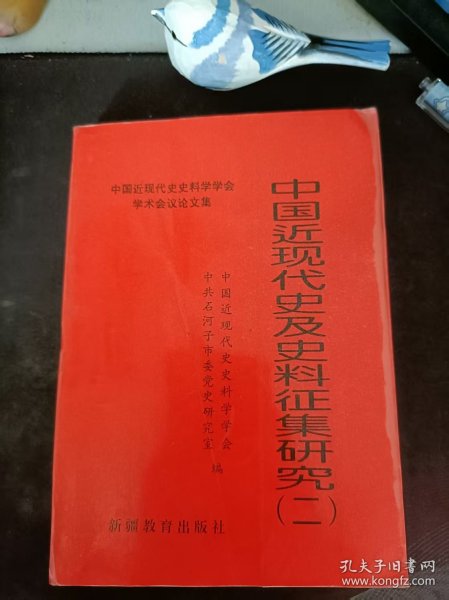 中国近现代史史料学学会
学术会议论文集
中国近现代史及史料征集研究(二)
中国近现代史史料学学会
中共石河子市委党史研究室
编
新疆教育出版社
孔夫子旧书网
www.kongfz.com